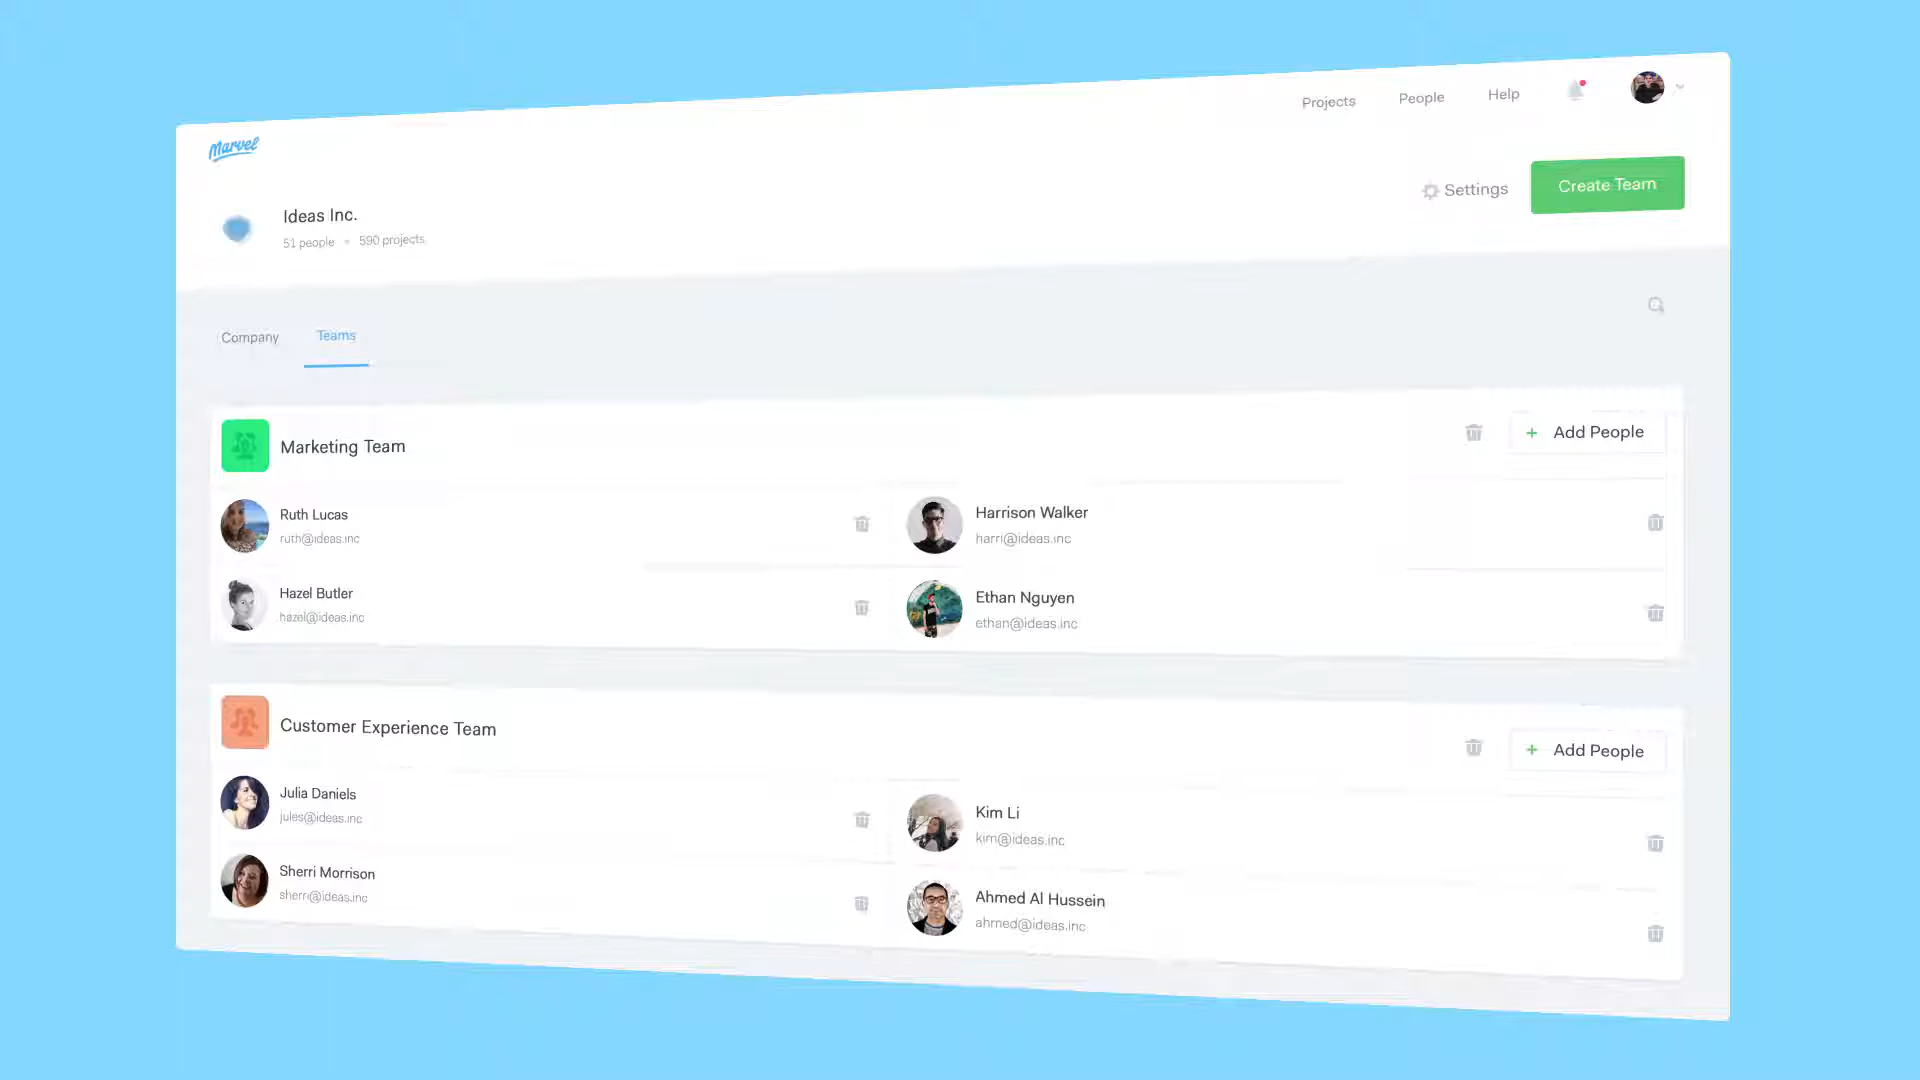 Projects People Help
Marvel
Settings Create Team
Ideas Inc.
51 people 590 projects
Company Teams
Marketing Team + Add People
Ruth Lucas
ruth@ideas.inc
Harrison Walker
harri@ideas.inc
Hazel Butler
hazel@ideas.inc
Ethan Nguyen
ethan@ideas.inc
Customer Experience Team + Add People
Julia Daniels
jules@ideas.inc
Kim Li
kim@ideas.inc
Sherri Morrison
sherri@ideas.inc
Ahmed Al Hussein
ahmed@ideas.inc